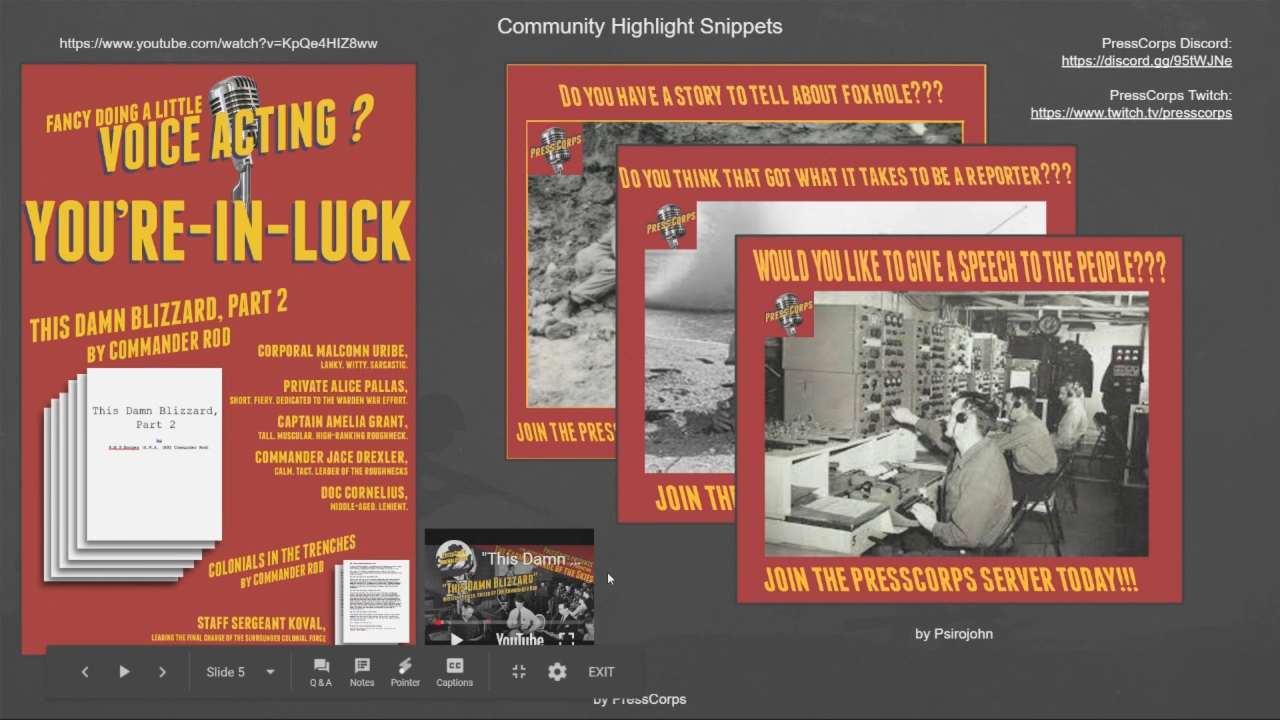 Community Highlight Snippets
https://www.youtube.com/watch?v=KpQe4HIZ8ww
PressCorps Discord:
https://discord.gg/95tWJNe
PressCorps Twitch:
https://www.twitch.tv/presscorps
FANCY DOING A LITTLE
VOICE ACTING ?
YOU'RE-IN-LUCK
THIS DAMN BLIZZARD, PART 2
BY COMMANDER ROD
CORPORAL MALCOMN URIBE,
LANKY. WITTY. SARCASTIC.
PRIVATE ALICE PALLAS,
SHORT. FIERY. DEDICATED TO THE WARDEN WAR EFFORT.
CAPTAIN AMELIA GRANT,
TALL. MUSCULAR. HIGH-RANKING ROUGHNECK.
COMMANDER JACE DREXLER,
CALM. TACT. LEADER OF THE ROUGHNECKS
DOC CORNELIUS,
MIDDLE-AGED. LENIENT.
This Damn Blizzard,
Part 2
by
COLONIALS IN THE TRENCHES
BY COMMANDER ROD
STAFF SERGEANT KOVAL,
LEADING THE FINAL CHARGE OF THE SURROUNDED COLONIAL FORCE
"This Damn ...
"THIS DAMN BLIZZARD"
YouTube
DO YOU HAVE A STORY TO TELL ABOUT FOXHOLE???
PRESSCORPS
JOIN THE PRES
DO YOU THINK THAT GOT WHAT IT TAKES TO BE A REPORTER???
PRESSCORPS
JOIN TH
WOULD YOU LIKE TO GIVE A SPEECH TO THE PEOPLE???
PRESSCORPS
JOIN THE PRESSCORPS SERVER TODAY!!!
by Psirojohn
Slide 5
Q & A
Notes
Pointer
CC
Captions
EXIT
by PressCorps